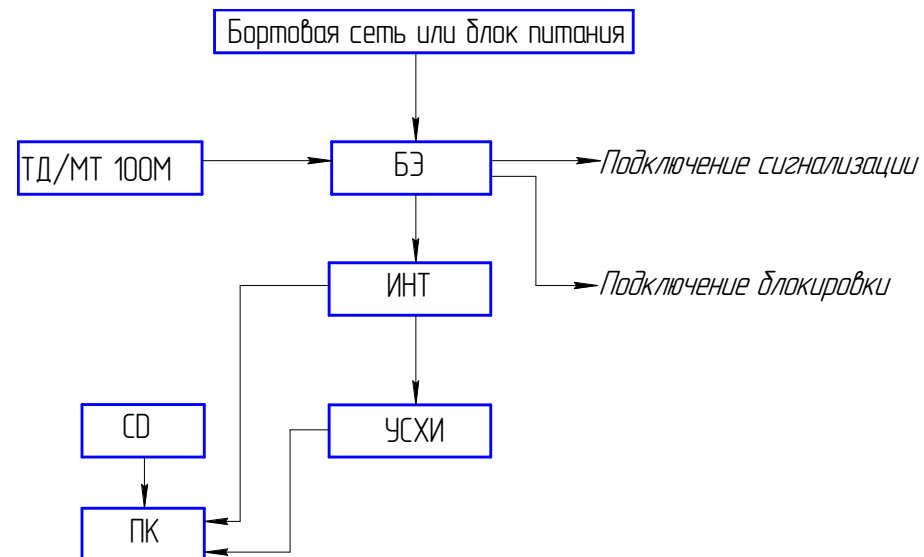 Бортовая сеть или блок питания
ТД/МТ 100М
БЭ
Подключение сигнализации
ИНТ
Подключение блокировки
CD
УСХИ
ПК